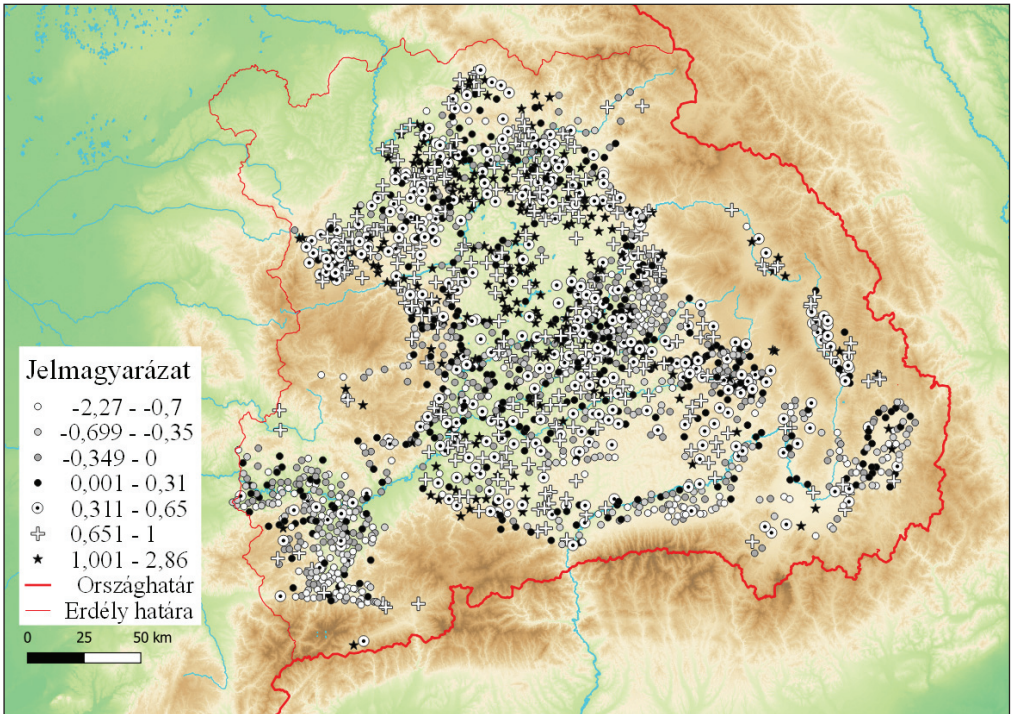 Jelmagyarázat
-2,27 - -0,7
-0,699 - -0,35
-0,349 - 0
0,001 - 0,31
0,311 - 0,65
0,651 - 1
1,001 - 2,86
Országhatár
Erdély határa
0 25 50 km